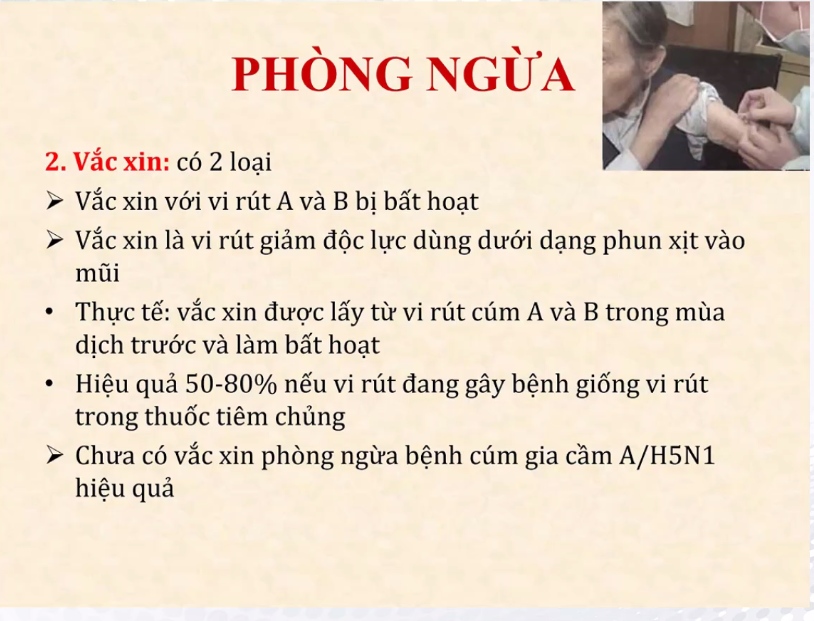 PHÒNG NGỪA
2. Vắc xin: có 2 loại
➢ Vắc xin với vi rút A và B bị bất hoạt
➢ Vắc xin là vi rút giảm độc lực dùng dưới dạng phun xịt vào
mũi
• Thực tế: vắc xin được lấy từ vi rút cúm A và B trong mùa
dịch trước và làm bất hoạt
• Hiệu quả 50-80% nếu vi rút đang gây bệnh giống vi rút
trong thuốc tiêm chủng
➢ Chưa có vắc xin phòng ngừa bệnh cúm gia cầm A/H5N1
hiệu quả